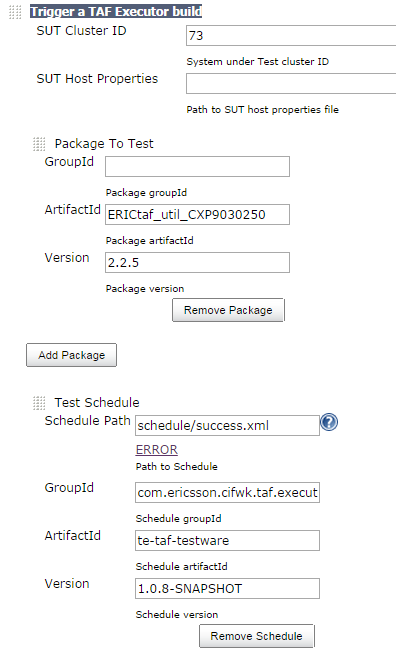 Trigger a TAF Executor build
SUT Cluster ID
73
System under Test cluster ID
SUT Host Properties
Path to SUT host properties file
Package To Test
GroupId
Package groupId
ArtifactId
ERICtaf_util_CXP9030250
Package artifactId
Version
2.2.5
Package version
Remove Package
Add Package
Test Schedule
Schedule Path
schedule/success.xml
?
ERROR
Path to Schedule
GroupId
com.ericsson.cifwk.taf.execut
Schedule groupId
ArtifactId
te-taf-testware
Schedule artifactId
Version
1.0.8-SNAPSHOT
Schedule version
Remove Schedule